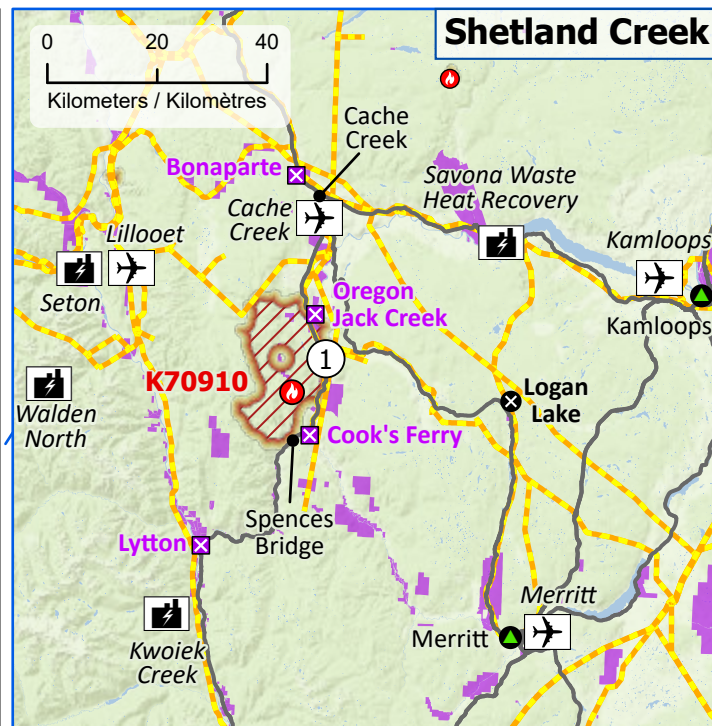 Shetland Creek
0 20 40
Kilometers / Kilomètres
Cache
Creek
Bonaparte
Savona Waste
Heat Recovery
Cache
Creek
Lillooet
Kamloops
Seton
Oregon
Jack Creek
Kamloops
1
K70910
Walden
North
Logan
Lake
Cook's Ferry
Spences
Bridge
Lytton
Merritt
Merritt
Kwoiek
Creek